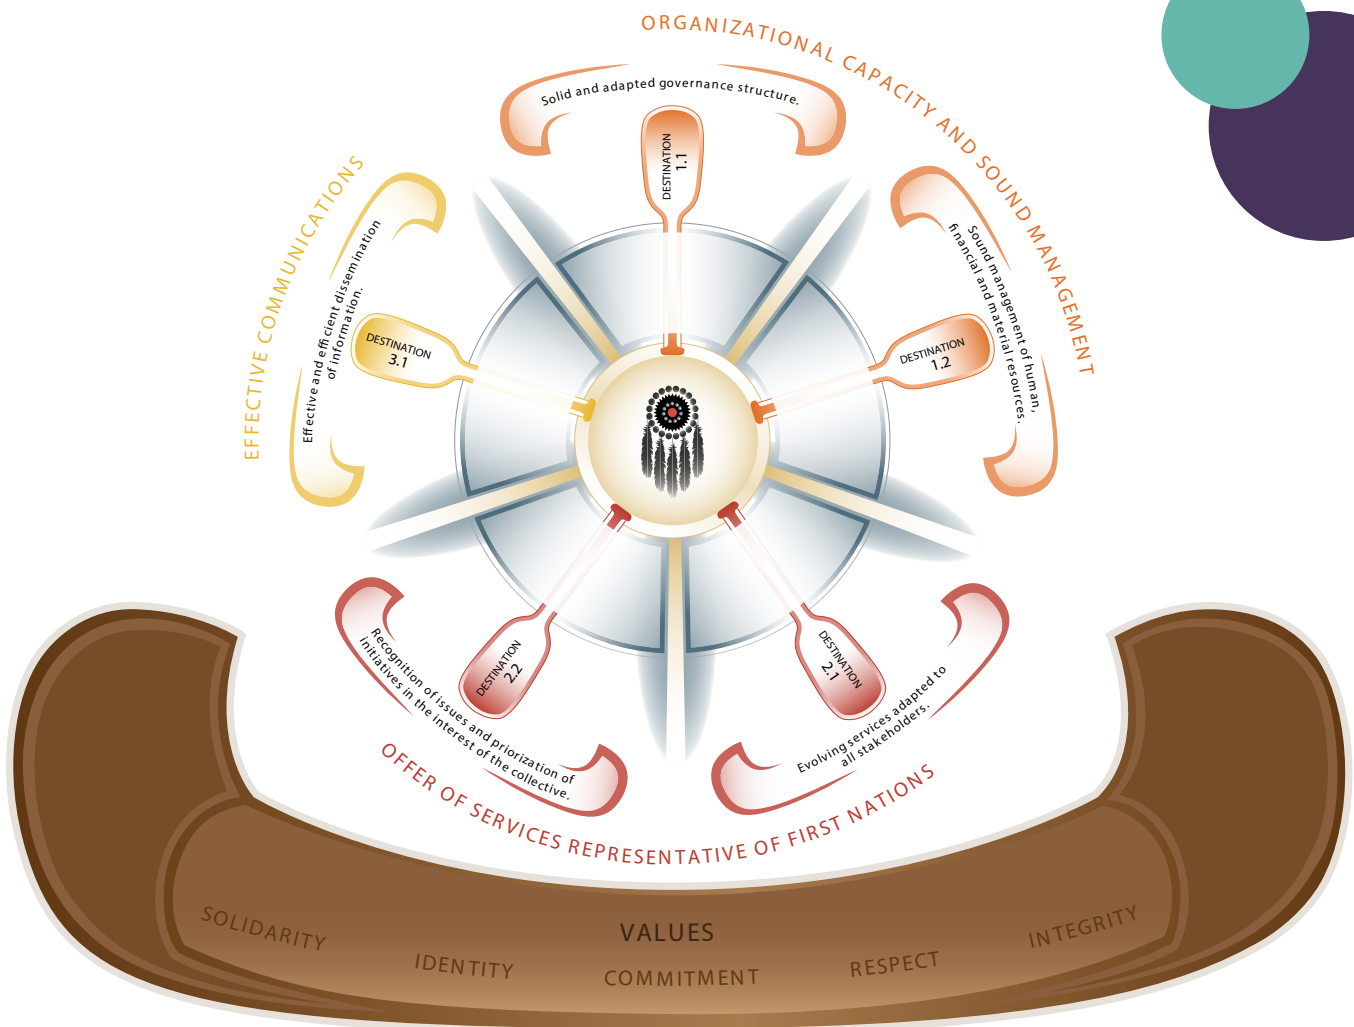 ORGANIZATIONAL CAPACITY AND SOUND MANAGEMENT
Solid and adapted governance structure.
DESTINATION
1.1
Sound management of human,
financial and material resources.
DESTINATION
1.2
EFFECTIVE COMMUNICATIONS
Effective and efficient dissemination
of information.
DESTINATION
3.1
DESTINATION
2.2
Recognition of issues and priorization of
initiatives in the interest of the collective.
DESTINATION
2.1
Evolving services adapted to
all stakeholders.
OFFER OF SERVICES REPRESENTATIVE OF FIRST NATIONS
VALUES
SOLIDARITY
IDENTITY
COMMITMENT
RESPECT
INTEGRITY